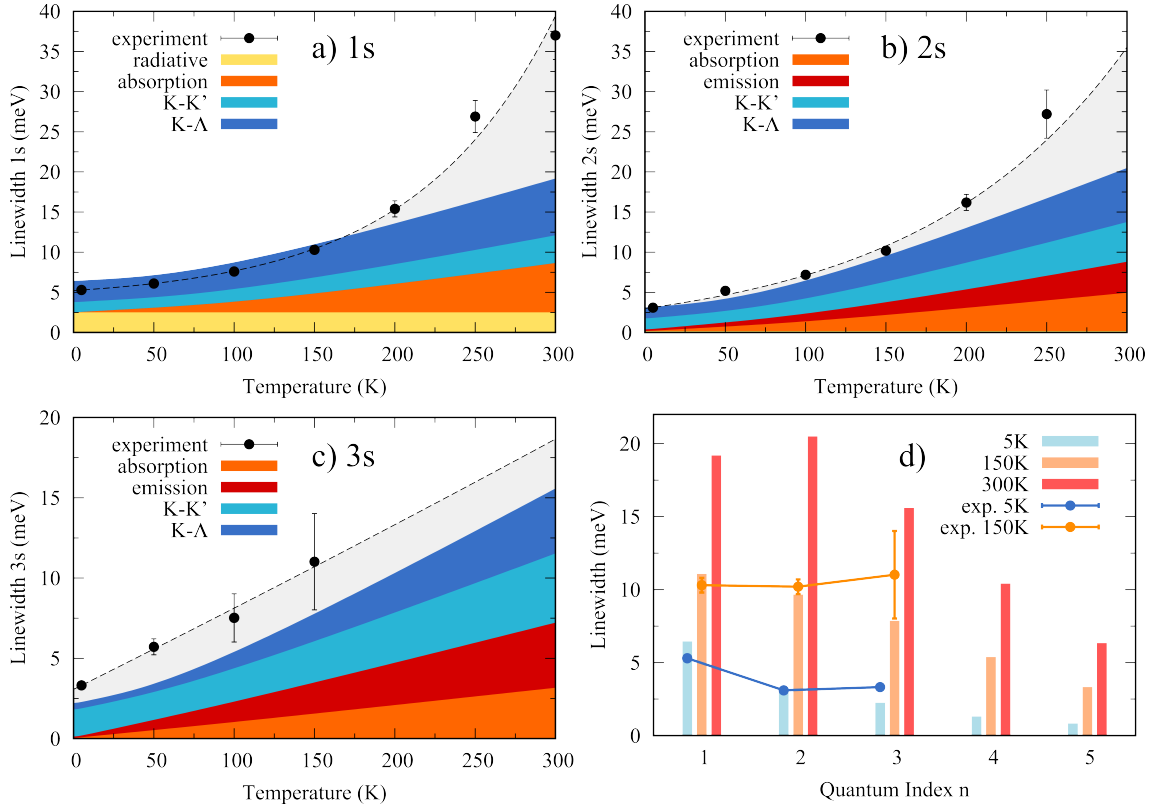 40
35
30
25
20
15
10
5
0
Linewidth 1s (meV)
experiment
radiative
absorption
K-K’
K-Λ
a) 1s
0 50 100 150 200 250 300
Temperature (K)
40
35
30
25
20
15
10
5
0
Linewidth 2s (meV)
experiment
absorption
emission
K-K’
K-Λ
b) 2s
0 50 100 150 200 250 300
Temperature (K)
20
15
10
5
0
Linewidth 3s (meV)
experiment
absorption
emission
K-K’
K-Λ
c) 3s
0 50 100 150 200 250 300
Temperature (K)
20
15
10
5
0
Linewidth (meV)
d)
5K
150K
300K
exp. 5K
exp. 150K
1 2 3 4 5
Quantum Index n